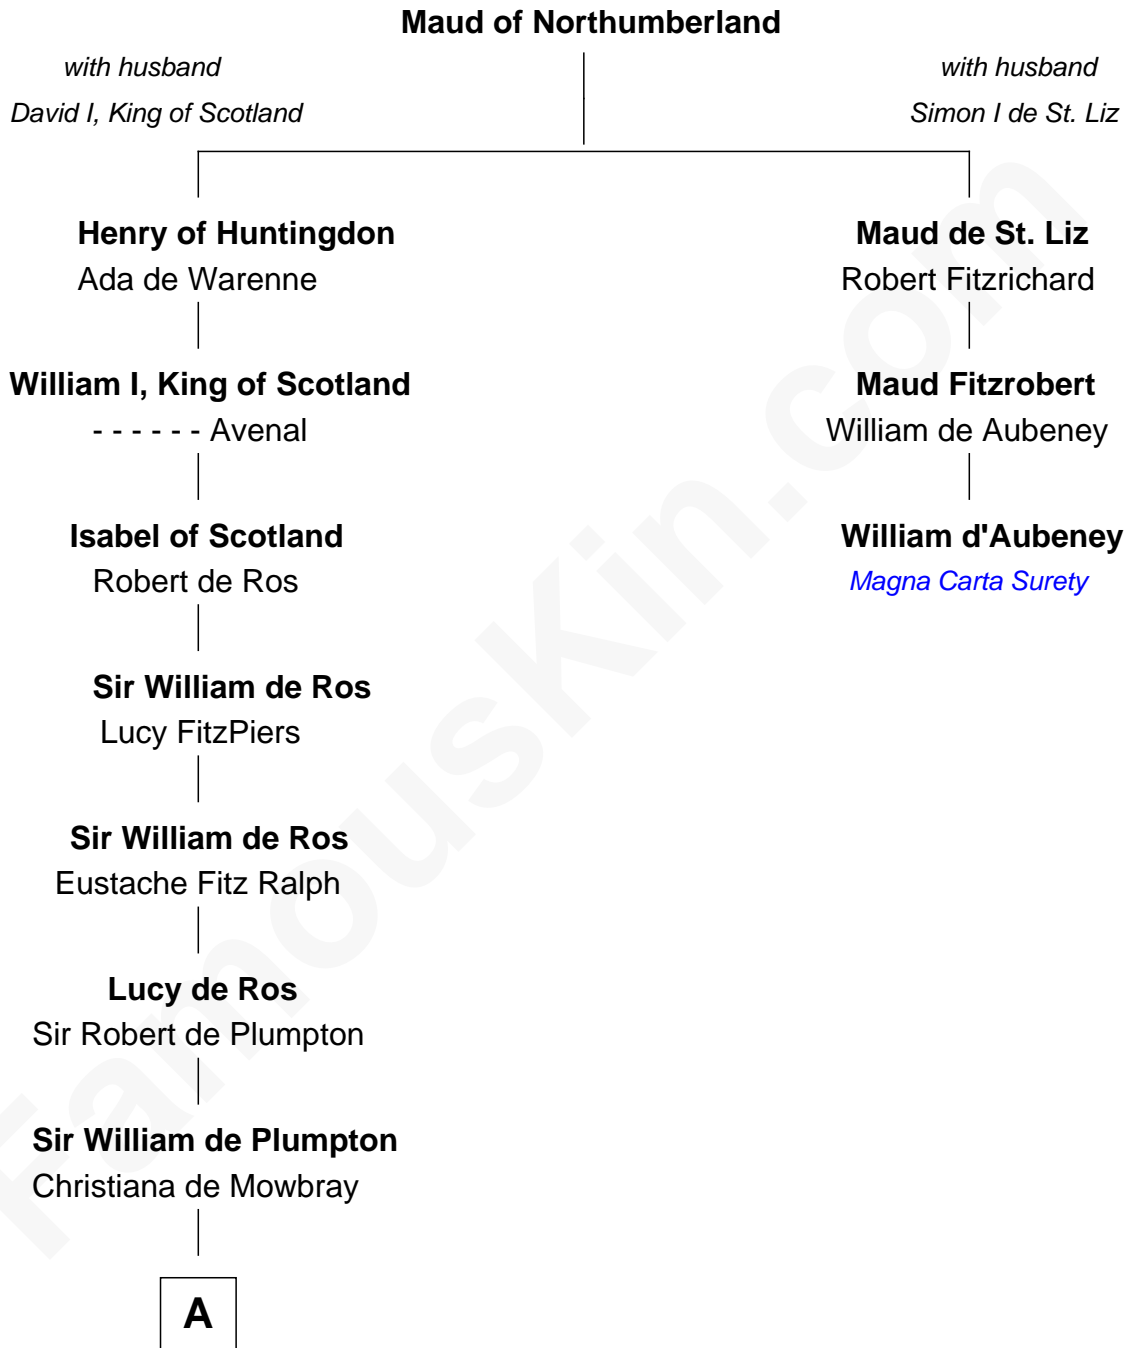 Maud of Northumberland
with husband
David I, King of Scotland
with husband
Simon I de St. Liz
Henry of Huntingdon
Ada de Warenne
Maud de St. Liz
Robert Fitzrichard
William I, King of Scotland
- - - - - - Avenal
Maud Fitzrobert
William de Aubeney
Isabel of Scotland
Robert de Ros
William d'Aubeney
Magna Carta Surety
Sir William de Ros
Lucy FitzPiers
Sir William de Ros
Eustache Fitz Ralph
Lucy de Ros
Sir Robert de Plumpton
Sir William de Plumpton
Christiana de Mowbray
A
FamousKin.com